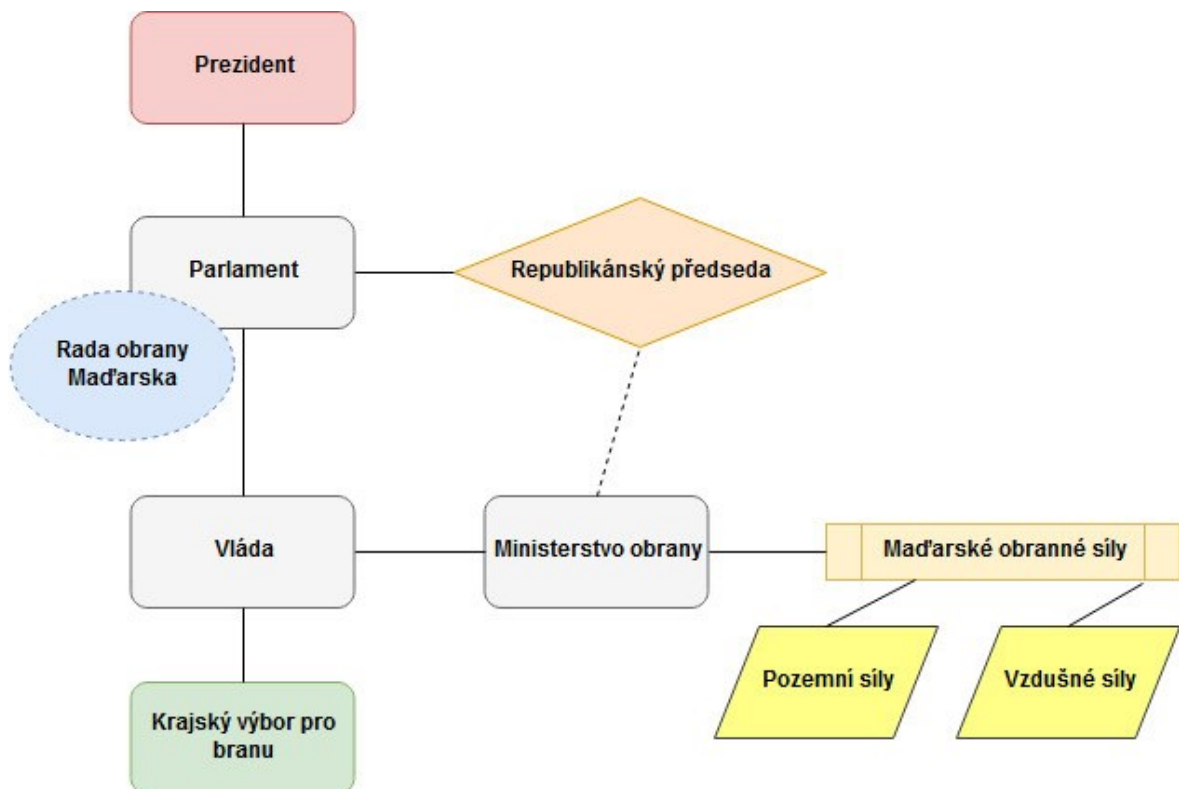 Prezident
Parlament
Republikánský předseda
Rada obrany
Maďarska
Vláda
Ministerstvo obrany
Maďarské obranné síly
Pozemní síly
Vzdušné síly
Krajský výbor pro
branu